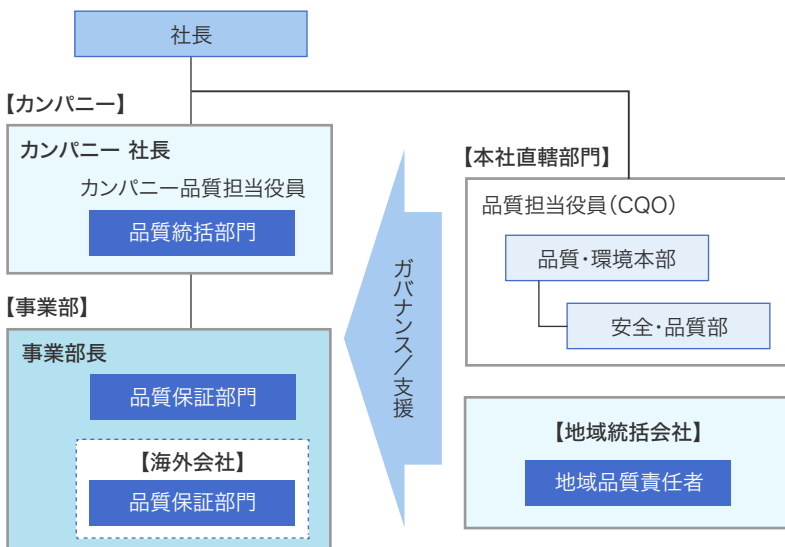 社長
【カンパニー】
カンパニー 社長
カンパニー品質担当役員
品質統括部門
【事業部】
事業部長
品質保証部門
【海外会社】
品質保証部門
ガバナンス／支援
【本社直轄部門】
品質担当役員（CQO）
品質・環境本部
安全・品質部
【地域統括会社】
地域品質責任者